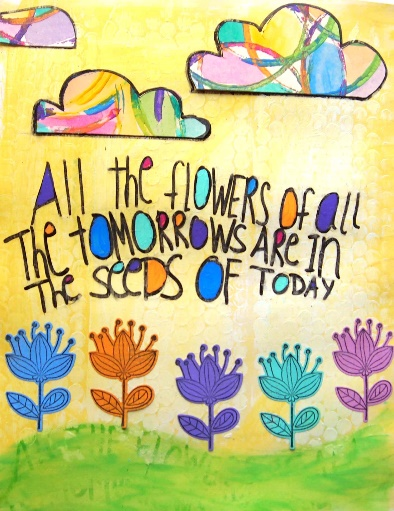 All the flOWERS of all
The tOMORROWS ARe IN
The SeeDS OF TODAY